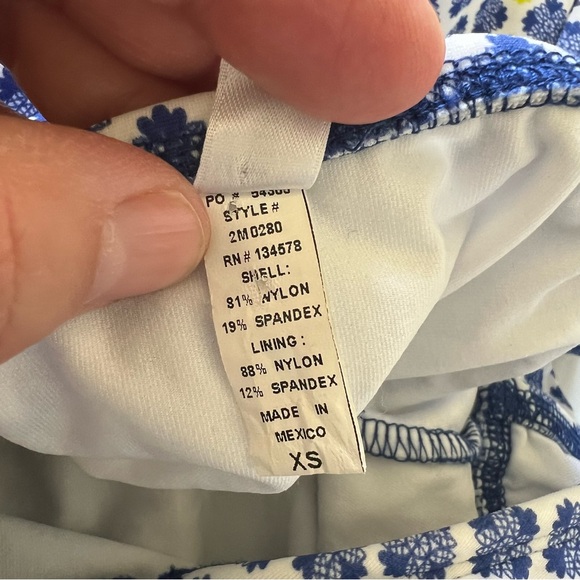 PO # 54363
STYLE #
2M0280
RN # 134578
SHELL:
81% NYLON
19% SPANDEX
LINING:
88% NYLON
12% SPANDEX
MADE IN
MEXICO
XS